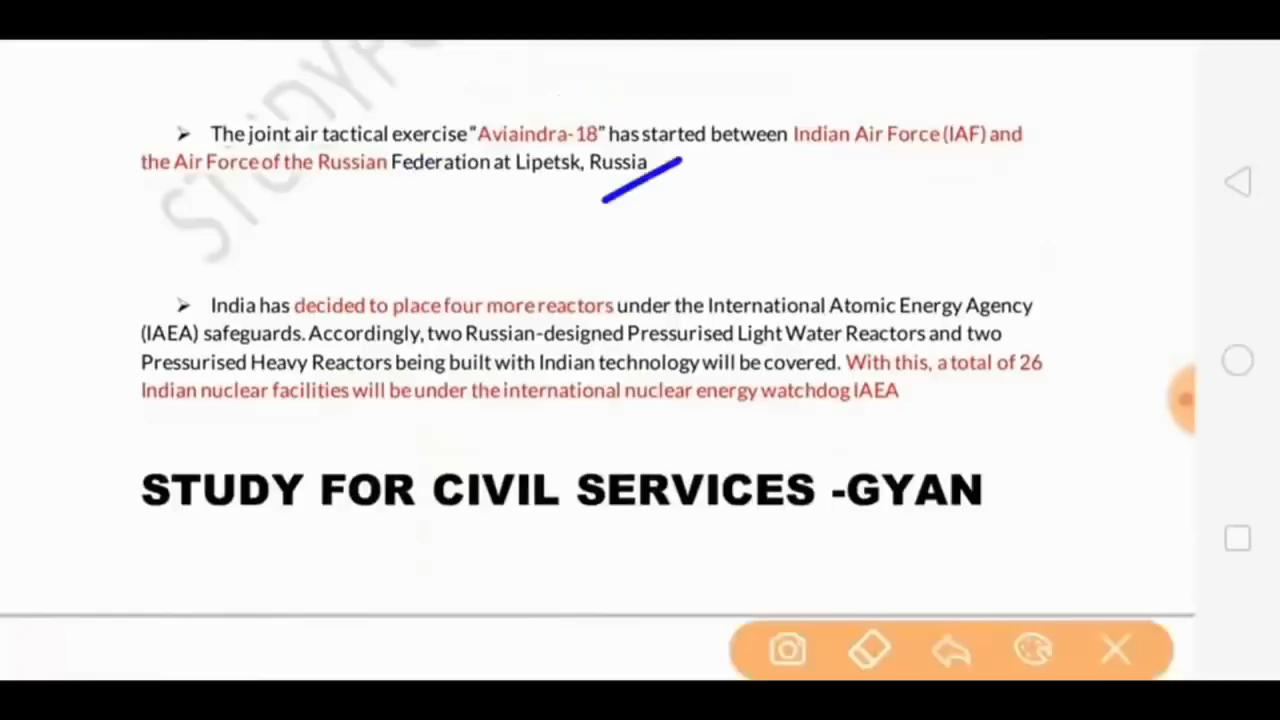 ➢ The joint air tactical exercise “Aviaindra-18” has started between Indian Air Force (IAF) and
the Air Force of the Russian Federation at Lipetsk, Russia
➢ India has decided to place four more reactors under the International Atomic Energy Agency
(IAEA) safeguards. Accordingly, two Russian-designed Pressurised Light Water Reactors and two
Pressurised Heavy Reactors being built with Indian technology will be covered. With this, a total of 26
Indian nuclear facilities will be under the international nuclear energy watchdog IAEA
STUDY FOR CIVIL SERVICES -GYAN